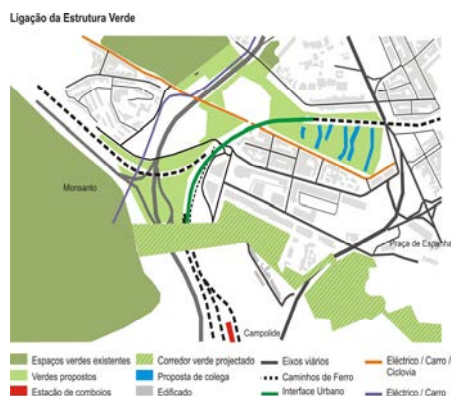 Ligação da Estrutura Verde
Monsanto
Praça de Espanha
Campolide
Espaços verdes existentes
Verdes propostos
Estação de comboios
Corredor verde projectado
Proposta de colega
Edificado
Eixos viários
Caminhos de Ferro
Interface Urbano
Eléctrico / Carro /
Ciclovia
Eléctrico / Carro